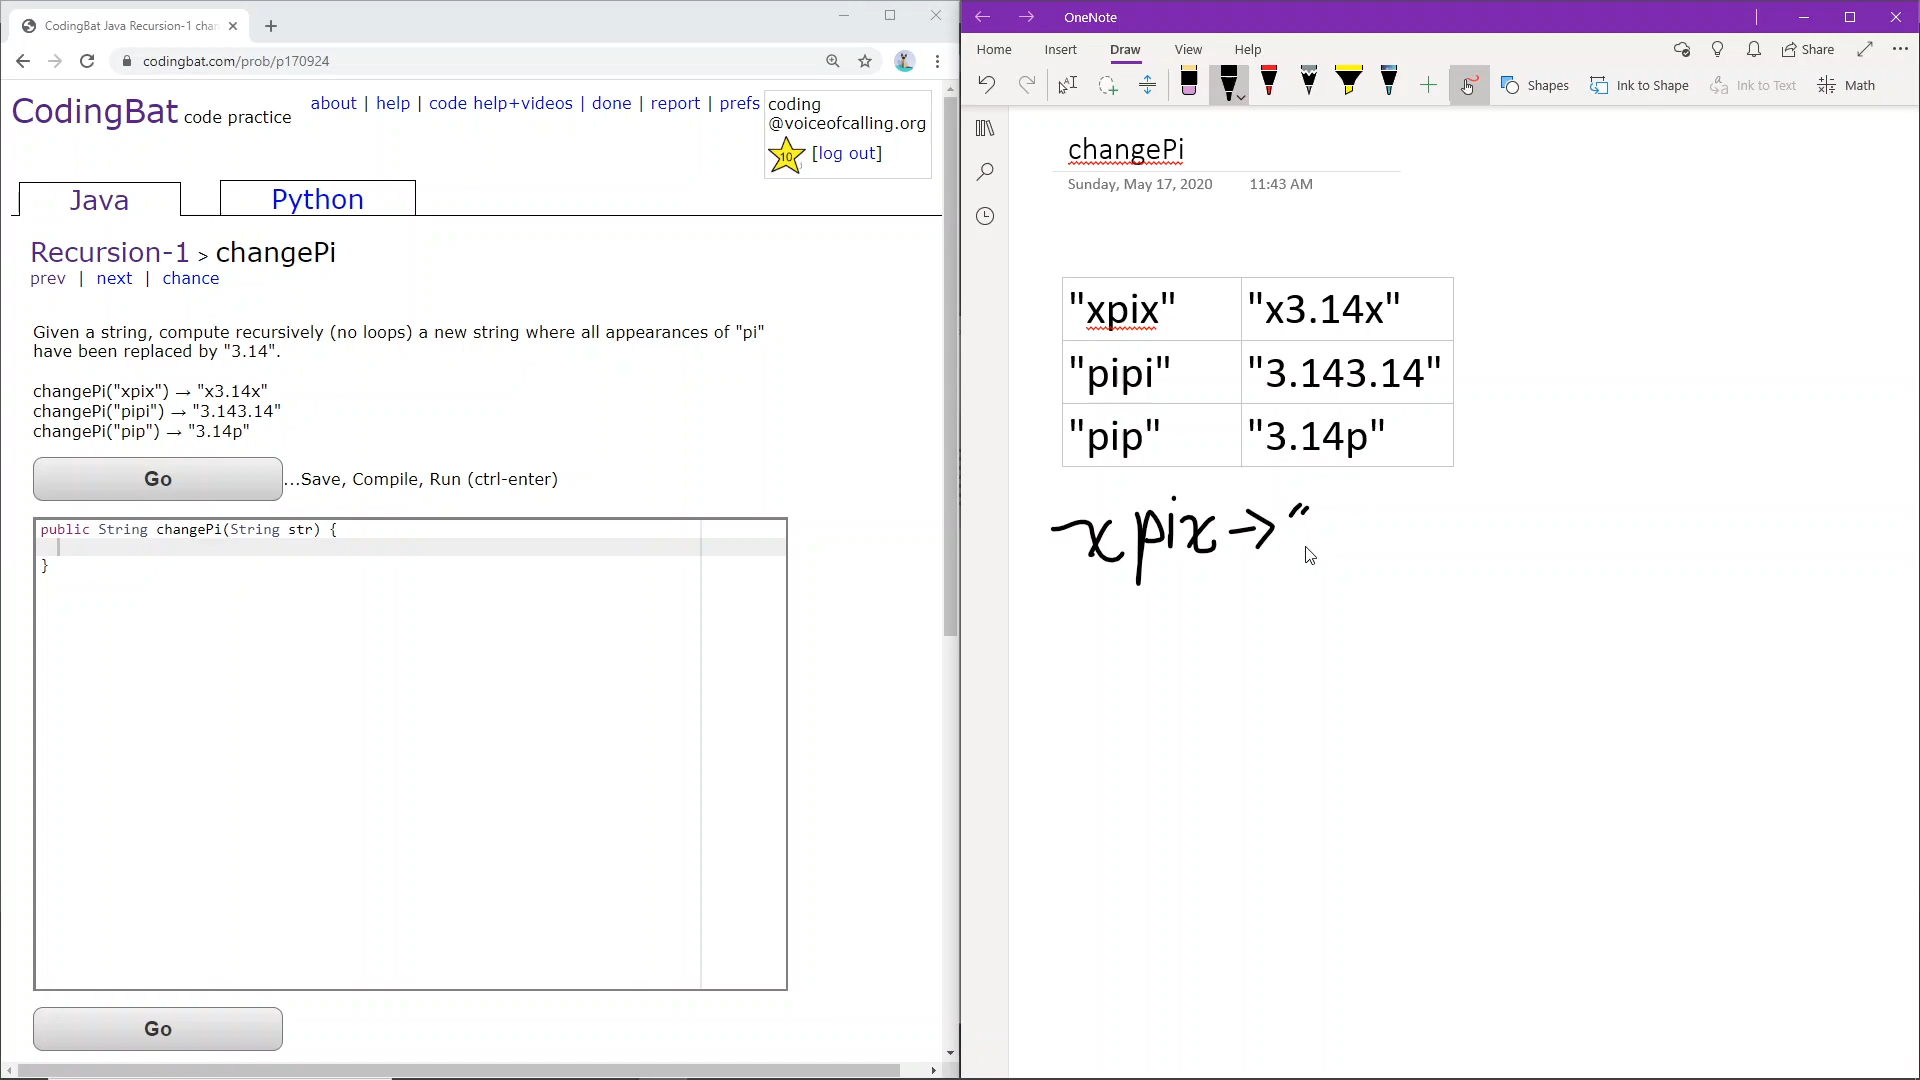 CodingBat Java Recursion-1 chan
codingbat.com/prob/p170924
CodingBat code practice
about | help | code help+videos | done | report | prefs
coding
@voiceofcalling.org
10
[log out]
Java
Python
Recursion-1 > changePi
prev | next | chance
Given a string, compute recursively (no loops) a new string where all appearances of "pi"
have been replaced by "3.14".
changePi("xpix") → "x3.14x"
changePi("pipi") → "3.143.14"
changePi("pip") → "3.14p"
Go
...Save, Compile, Run (ctrl-enter)
public String changePi(String str) {
}
Go
OneNote
Home Insert Draw View Help
Share
Shapes
Ink to Shape
Ink to Text
Math
changePi
Sunday, May 17, 2020 11:43 AM
"xpix" "x3.14x"
"pipi" "3.143.14"
"pip" "3.14p"
xpix → "